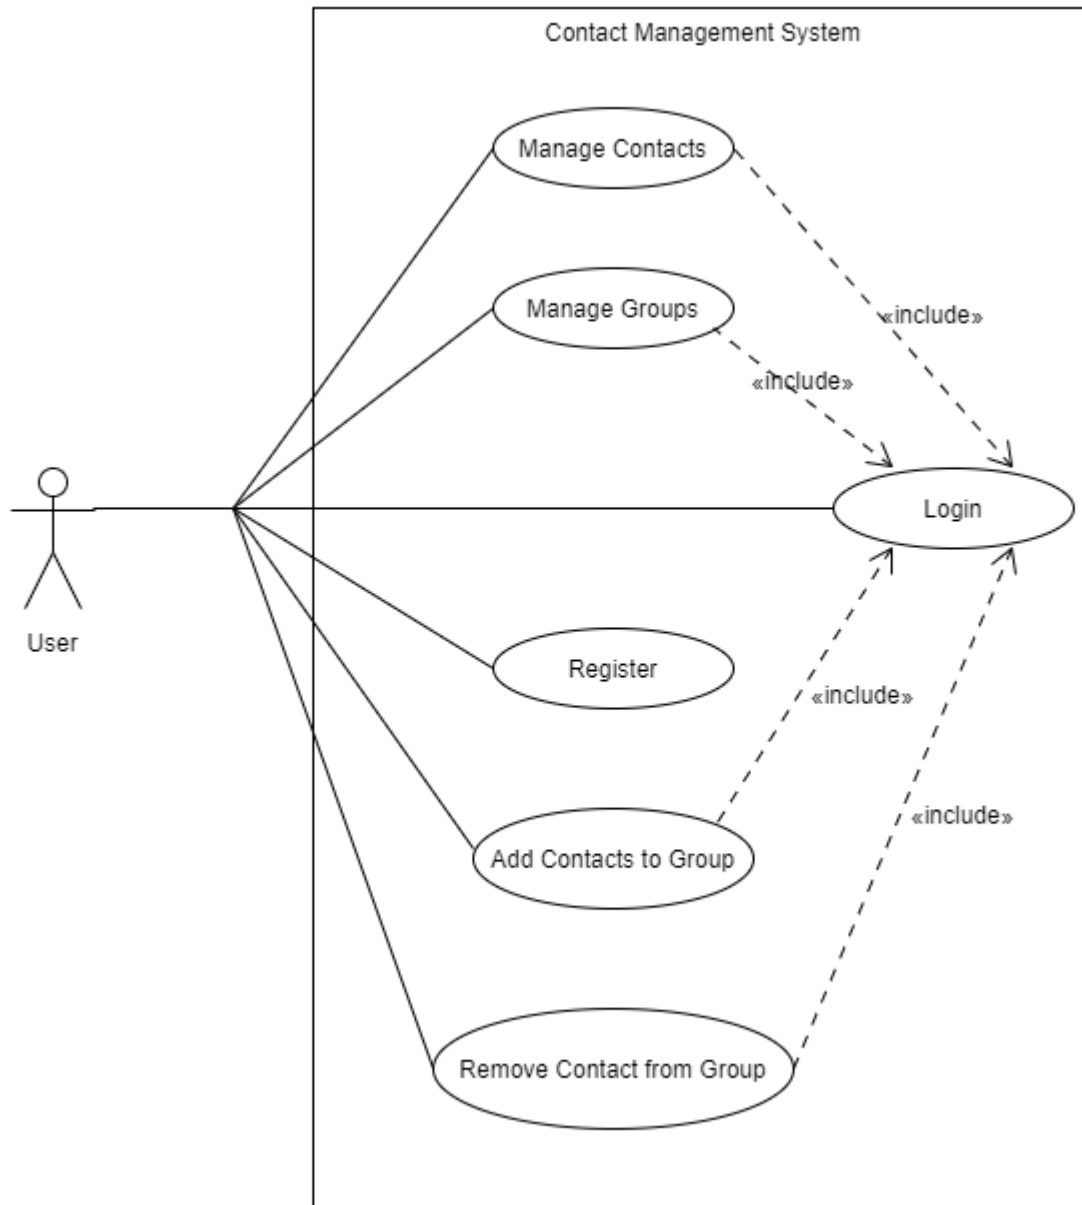 Contact Management System
Manage Contacts
Manage Groups
«include»
«include»
Login
User
Register
«include»
Add Contacts to Group
«include»
Remove Contact from Group